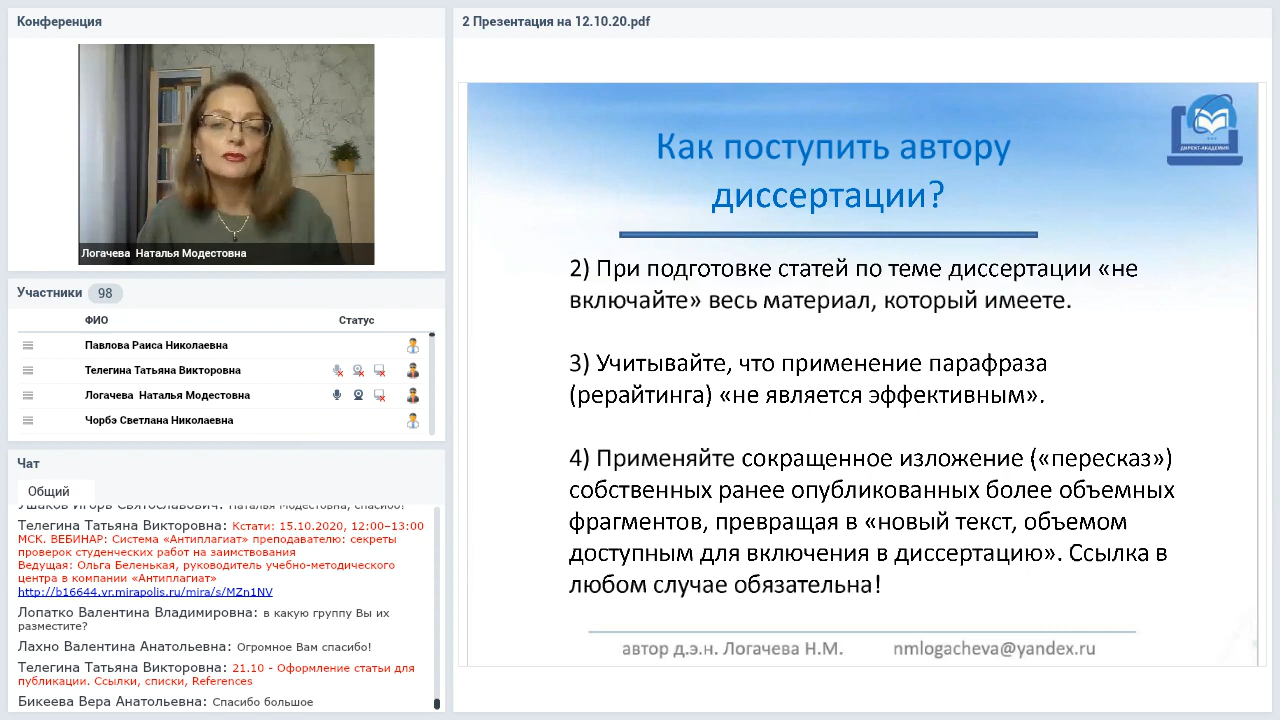 Конференция
Логачева Наталья Модестовна
Участники 98
ФИО Статус
Павлова Раиса Николаевна
Телегина Татьяна Викторовна
Логачева Наталья Модестовна
Чорбэ Светлана Николаевна
Чат
Общий
Ушаков Игорь Святославович: Наталья Модестовна, спасибо!
Телегина Татьяна Викторовна: Кстати: 15.10.2020, 12:00–13:00
МСК. ВЕБИНАР: Система «Антиплагиат» преподавателю: секреты
проверок студенческих работ на заимствования
Ведущая: Ольга Беленькая, руководитель учебно-методического
центра в компании «Антиплагиат»
http://b16644.vr.mirapolis.ru/mira/s/MZn1NV
Лопатко Валентина Владимировна: в какую группу Вы их
разместите?
Лахно Валентина Анатольевна: Огромное Вам спасибо!
Телегина Татьяна Викторовна: 21.10 - Оформление статьи для
публикации. Ссылки, списки, References
Бикеева Вера Анатольевна: Спасибо большое
2 Презентация на 12.10.20.pdf
ДИРЕКТ-АКАДЕМИЯ
Как поступить автору
диссертации?
2) При подготовке статей по теме диссертации «не
включайте» весь материал, который имеете.
3) Учитывайте, что применение парафраза
(рерайтинга) «не является эффективным».
4) Применяйте сокращенное изложение («пересказ»)
собственных ранее опубликованных более объемных
фрагментов, превращая в «новый текст, объемом
доступным для включения в диссертацию». Ссылка в
любом случае обязательна!
автор д.э.н. Логачева Н.М. nmlogacheva@yandex.ru